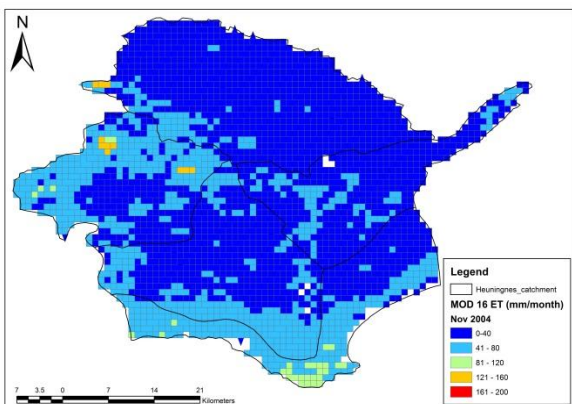 N
Legend
Heuningnes_catchment
MOD 16 ET (mm/month)
Nov 2004
0-40
41 - 80
81 - 120
121 - 160
161 - 200
7 3.5 0 7 14 21
Kilometers